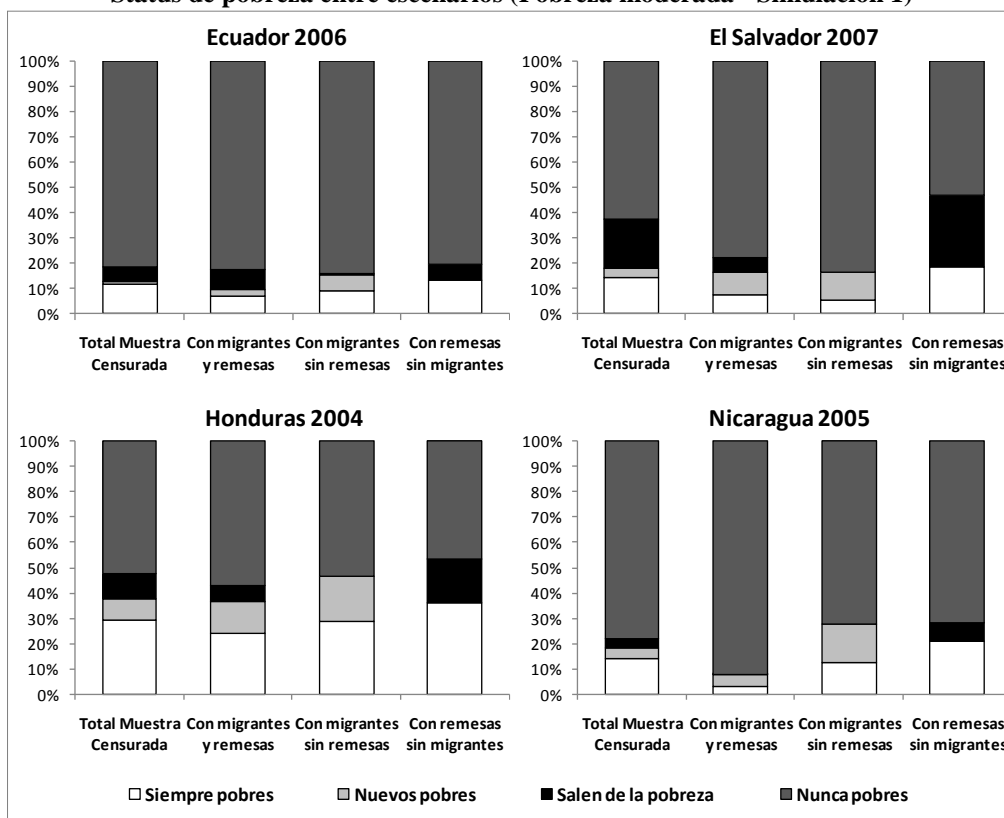 Status de pobreza entre escenarios (Pobreza moderada - Simulación 1)
Ecuador 2006
100%
90%
80%
70%
60%
50%
40%
30%
20%
10%
0%
Total Muestra Censurada
Con migrantes y remesas
Con migrantes sin remesas
Con remesas sin migrantes
El Salvador 2007
100%
90%
80%
70%
60%
50%
40%
30%
20%
10%
0%
Total Muestra Censurada
Con migrantes y remesas
Con migrantes sin remesas
Con remesas sin migrantes
Honduras 2004
100%
90%
80%
70%
60%
50%
40%
30%
20%
10%
0%
Total Muestra Censurada
Con migrantes y remesas
Con migrantes sin remesas
Con remesas sin migrantes
Nicaragua 2005
100%
90%
80%
70%
60%
50%
40%
30%
20%
10%
0%
Total Muestra Censurada
Con migrantes y remesas
Con migrantes sin remesas
Con remesas sin migrantes
Siempre pobres
Nuevos pobres
Salen de la pobreza
Nunca pobres